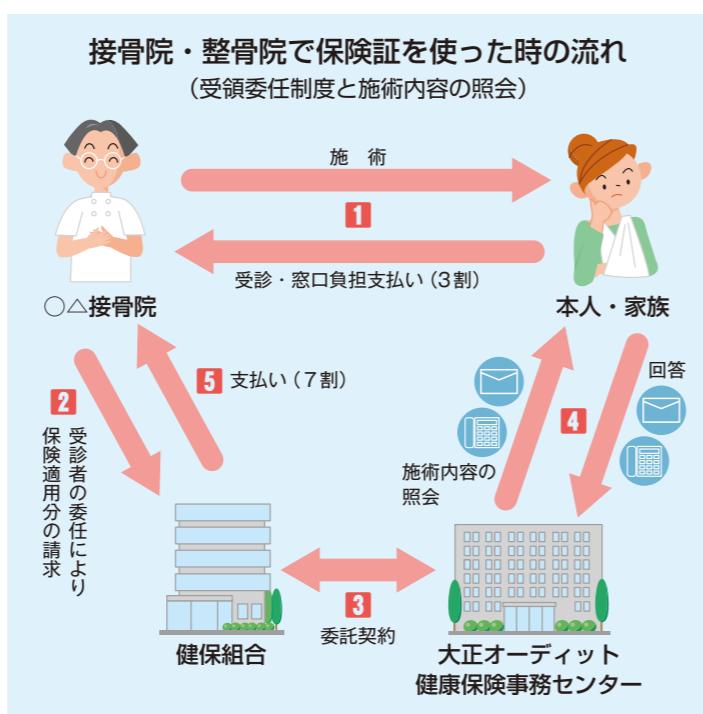 接骨院・整骨院で保険証を使った時の流れ
（受領委任制度と施術内容の照会）
施　術
1
受診・窓口負担支払い（3割）
○△接骨院
本人・家族
2
受診者の委任により
保険適用分の請求
5 支払い（7割）
回答
4
施術内容の
照会
3
委託契約
健保組合
大正オーディット
健康保険事務センター